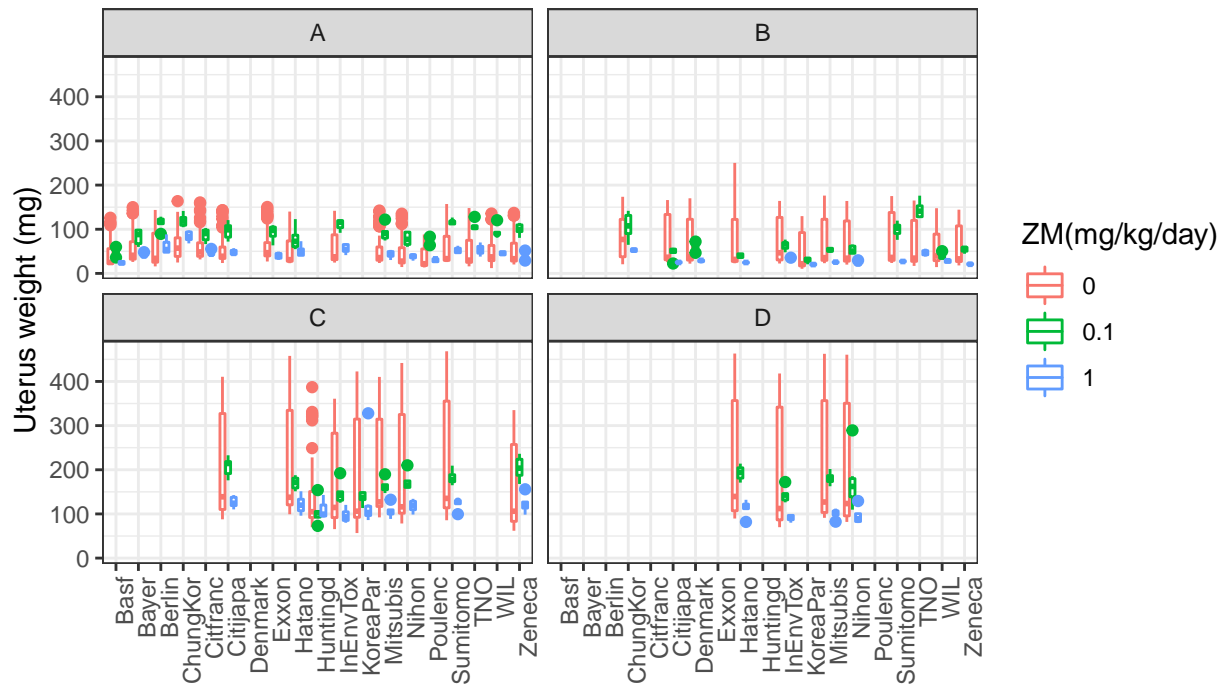 A
B
400
300
200
100
0
C
D
400
300
200
100
0
Uterus weight (mg)
Basf
Bayer
Berlin
ChungKor
Citfranc
Citijapa
Denmark
Exxon
Hatano
Huntingd
InEnvTox
KoreaPar
Mitsubis
Nihon
Poulenc
Sumitomo
TNO
WIL
Zeneca
Basf
Bayer
Berlin
ChungKor
Citfranc
Citijapa
Denmark
Exxon
Hatano
Huntingd
InEnvTox
KoreaPar
Mitsubis
Nihon
Poulenc
Sumitomo
TNO
WIL
Zeneca
ZM(mg/kg/day)
0
0.1
1